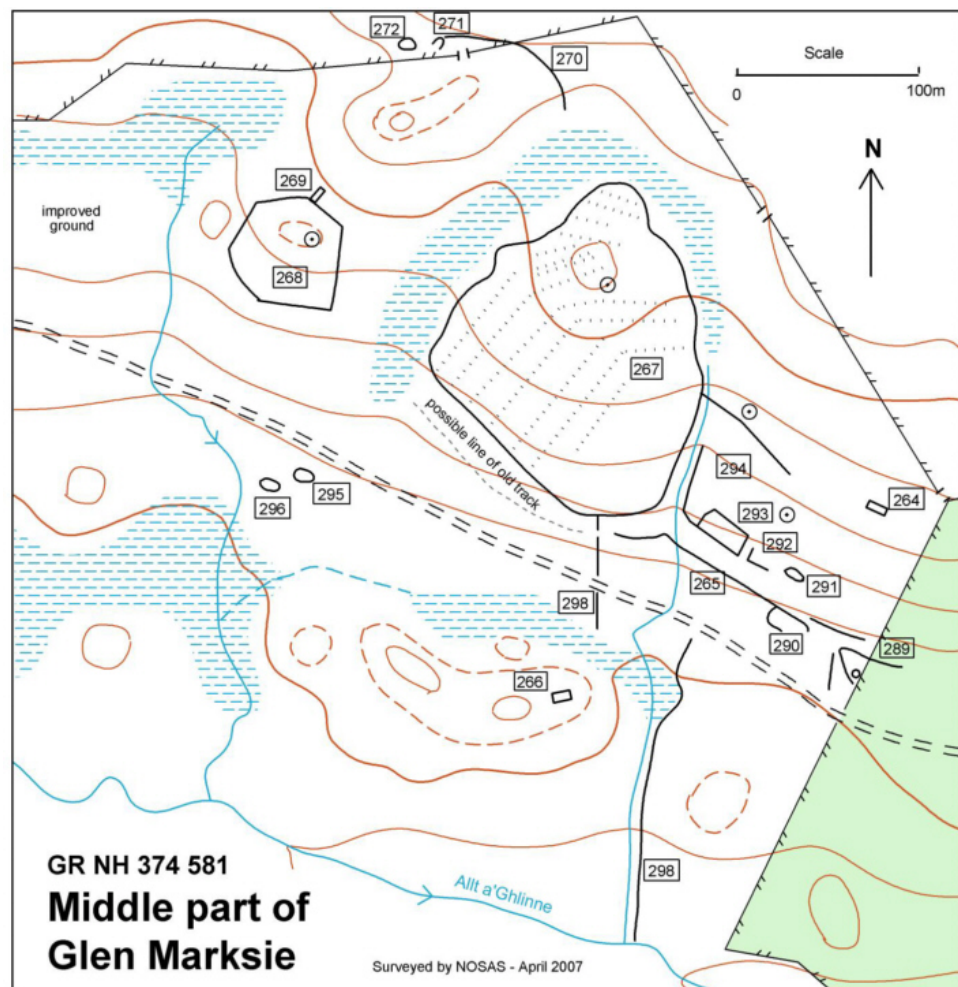 272
271
270
Scale
0
100m
N
269
improved
ground
268
267
possible line of old track
294
264
295
296
293
292
291
265
298
290
289
266
298
GR NH 374 581
Middle part of
Glen Marksie
Allt a'Ghlinne
Surveyed by NOSAS - April 2007